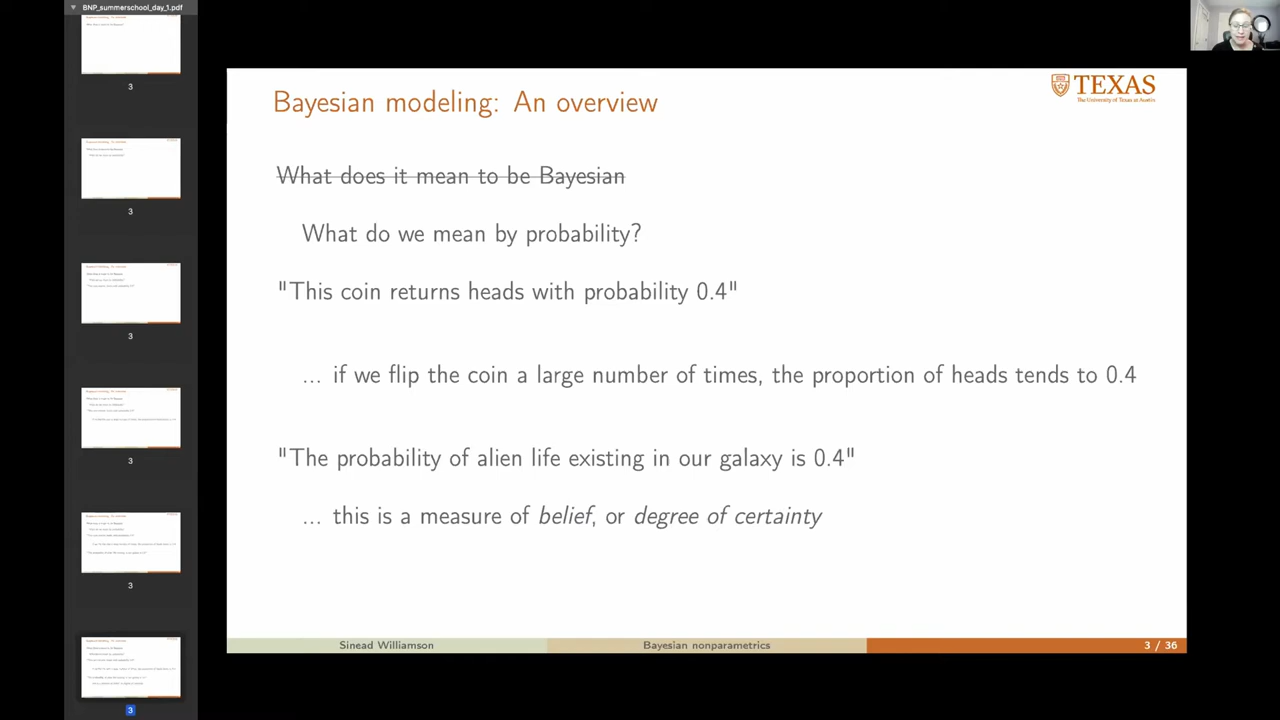 BNP_summerschool_day_1.pdf
3
3
3
3
3
3
TEXAS
The University of Texas at Austin
Bayesian modeling: An overview
What does it mean to be Bayesian
What do we mean by probability?
"This coin returns heads with probability 0.4"
... if we flip the coin a large number of times, the proportion of heads tends to 0.4
"The probability of alien life existing in our galaxy is 0.4"
... this is a measure of belief, or degree of certainty
Sinead Williamson
Bayesian nonparametrics
3 / 36